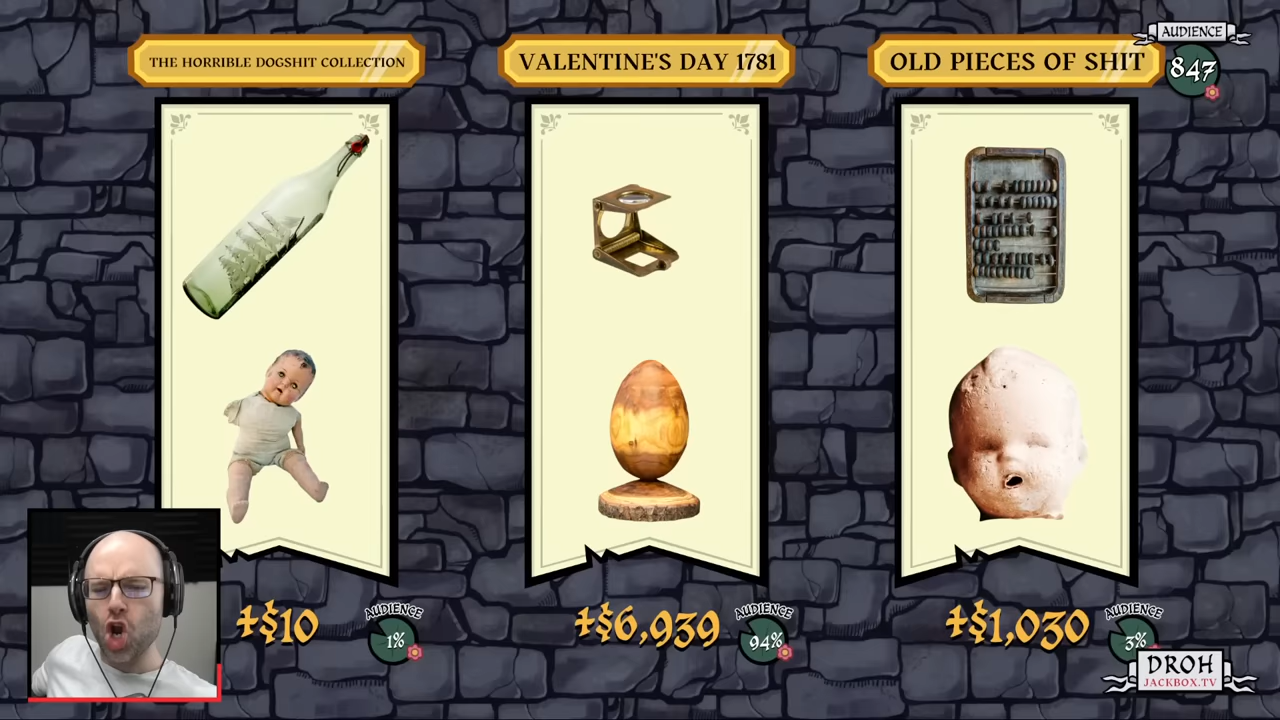 THE HORRIBLE DOGSHIT COLLECTION
VALENTINE'S DAY 1781
OLD PIECES OF SHIT
AUDIENCE
847
+$10
AUDIENCE
1%
+$6,939
AUDIENCE
94%
+$1,030
AUDIENCE
3%
DROH
JACKBOX.TV